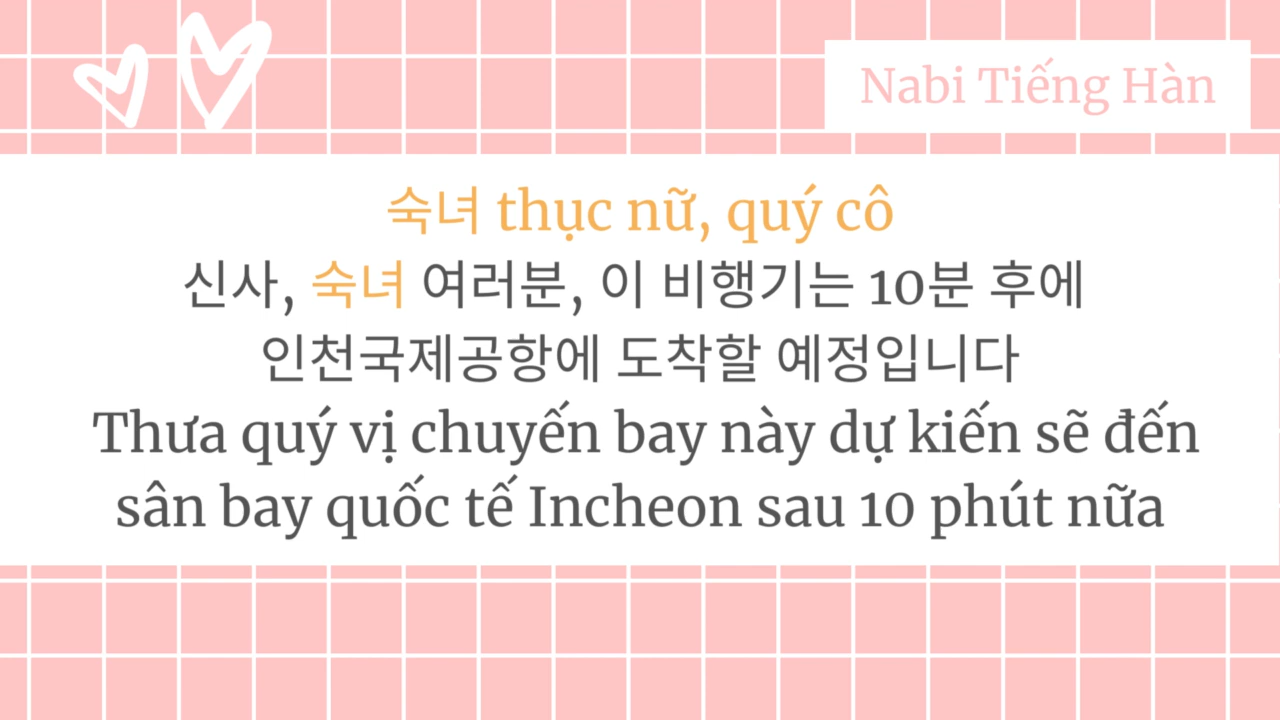 Nabi Tiếng Hàn
숙녀 thục nữ, quý cô
신사, 숙녀 여러분, 이 비행기는 10분 후에
인천국제공항에 도착할 예정입니다
Thưa quý vị chuyến bay này dự kiến sẽ đến
sân bay quốc tế Incheon sau 10 phút nữa